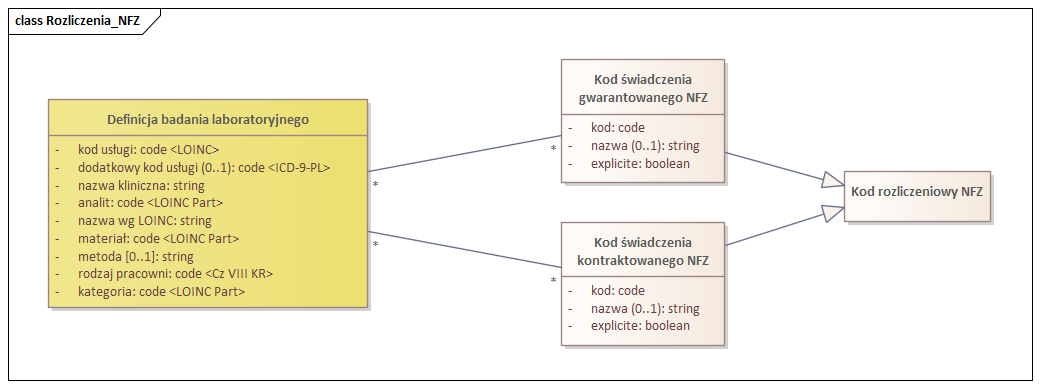 class Rozliczenia_NFZ
Definicja badania laboratoryjnego
- kod usługi: code <LOINC>
- dodatkowy kod usługi (0..1): code <ICD-9-PL>
- nazwa kliniczna: string
- analit: code <LOINC Part>
- nazwa wg LOINC: string
- materiał: code <LOINC Part>
- metoda [0..1]: string
- rodzaj pracowni: code <Cz VIII KR>
- kategoria: code <LOINC Part>
*
*
*
*
Kod świadczenia
gwarantowanego NFZ
- kod: code
- nazwa (0..1): string
- explicite: boolean
Kod świadczenia
kontraktowanego NFZ
- kod: code
- nazwa (0..1): string
- explicite: boolean
Kod rozliczeniowy NFZ